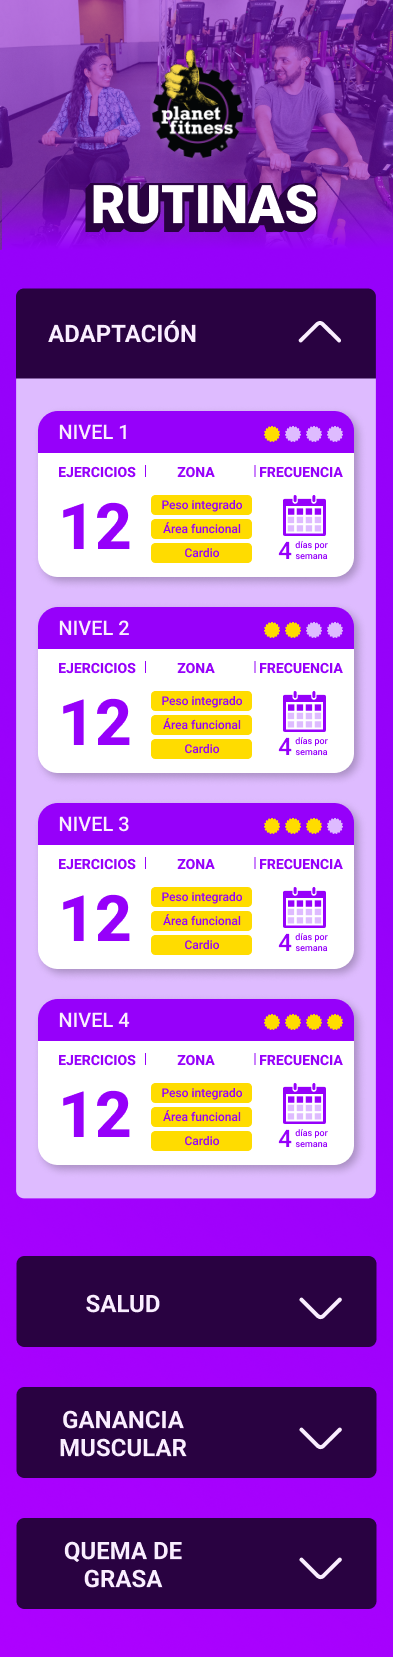 planet
fitness
RUTINAS
ADAPTACIÓN
NIVEL 1
EJERCICIOS | ZONA | FRECUENCIA
12
Peso integrado
Área funcional
Cardio
4 días por
semana
NIVEL 2
EJERCICIOS | ZONA | FRECUENCIA
12
Peso integrado
Área funcional
Cardio
4 días por
semana
NIVEL 3
EJERCICIOS | ZONA | FRECUENCIA
12
Peso integrado
Área funcional
Cardio
4 días por
semana
NIVEL 4
EJERCICIOS | ZONA | FRECUENCIA
12
Peso integrado
Área funcional
Cardio
4 días por
semana
SALUD
GANANCIA
MUSCULAR
QUEMA DE
GRASA